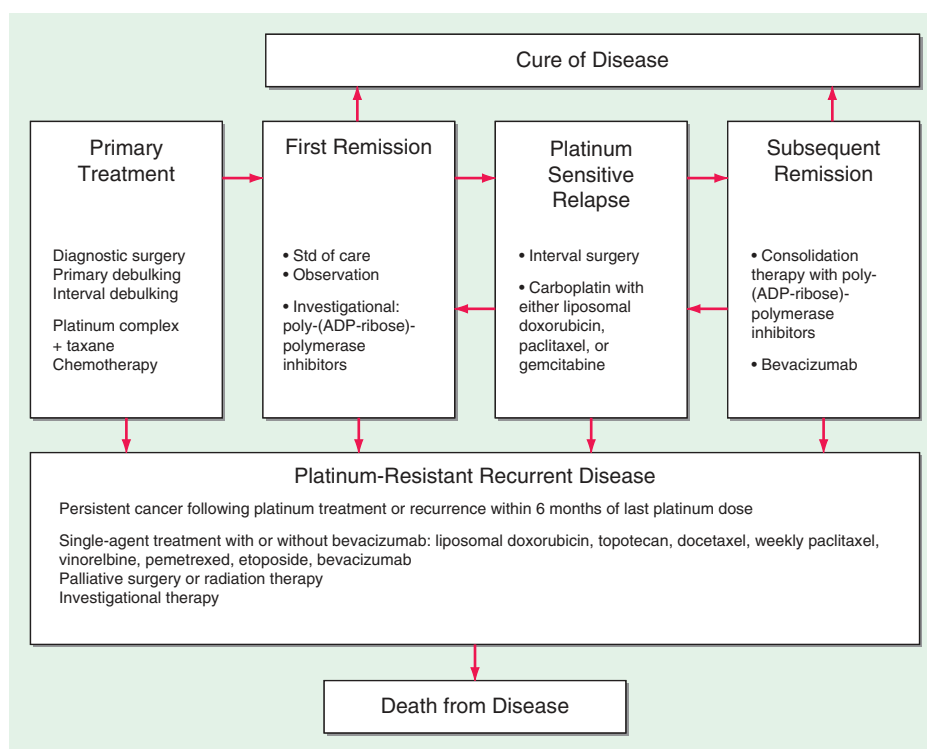 Cure of Disease
Primary
Treatment
Diagnostic surgery
Primary debulking
Interval debulking
Platinum complex
+ taxane
Chemotherapy
First Remission
• Std of care
• Observation
• Investigational:
poly-(ADP-ribose)-
polymerase
inhibitors
Platinum
Sensitive
Relapse
• Interval surgery
• Carboplatin with
either liposomal
doxorubicin,
paclitaxel, or
gemcitabine
Subsequent
Remission
• Consolidation
therapy with poly-
(ADP-ribose)-
polymerase
inhibitors
• Bevacizumab
Platinum-Resistant Recurrent Disease
Persistent cancer following platinum treatment or recurrence within 6 months of last platinum dose
Single-agent treatment with or without bevacizumab: liposomal doxorubicin, topotecan, docetaxel, weekly paclitaxel,
vinorelbine, pemetrexed, etoposide, bevacizumab
Palliative surgery or radiation therapy
Investigational therapy
Death from Disease